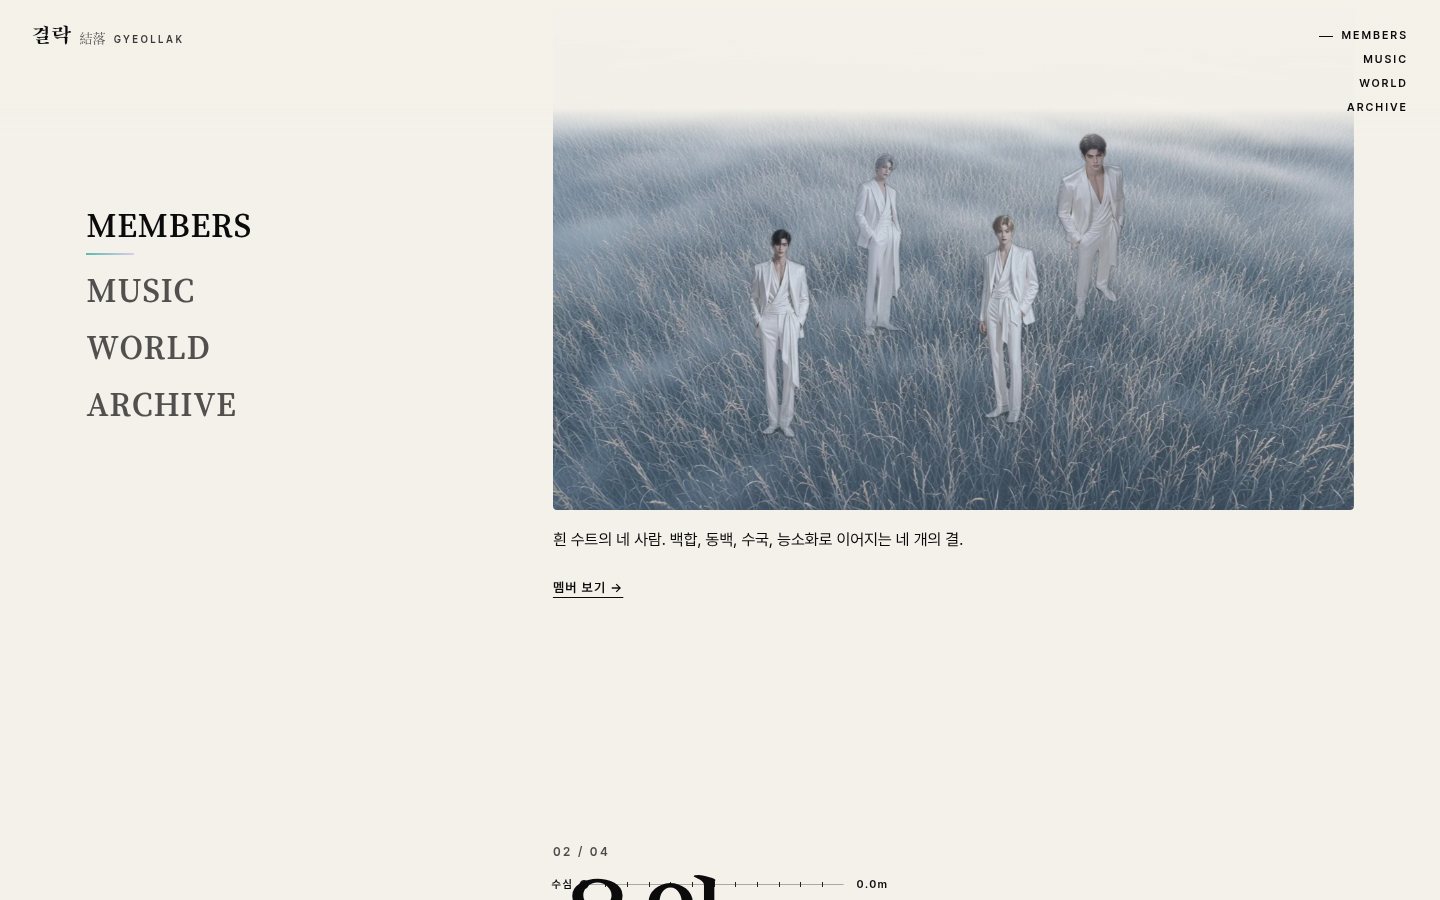 결락 結落 GYEOLLAK
MEMBERS
MUSIC
WORLD
ARCHIVE
MEMBERS
MUSIC
WORLD
ARCHIVE
흰 수트의 네 사람. 백합, 동백, 수국, 능소화로 이어지는 네 개의 결.
멤버 보기 →
02 / 04
수심
0.0m